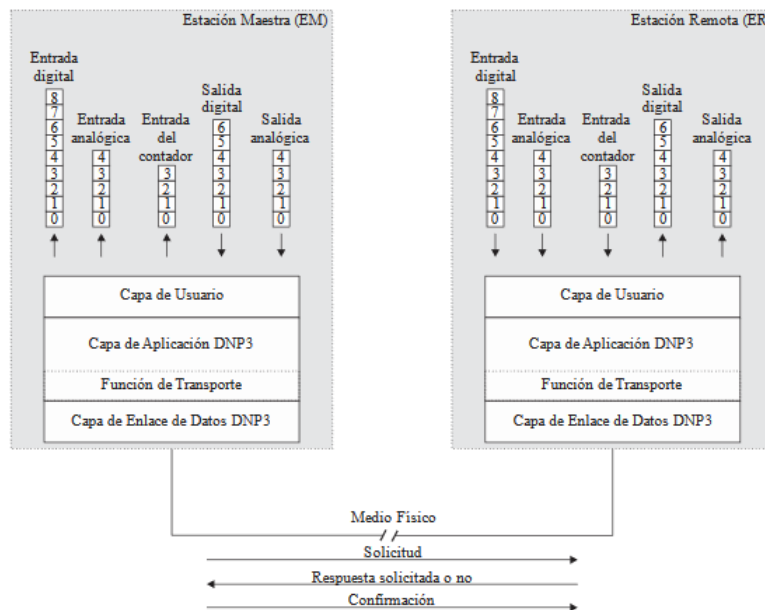 Estación Maestra (EM)
Entrada
digital
8
7
6
5
4
3
2
1
0
Entrada
analógica
4
3
2
1
0
Entrada
del
contador
3
2
1
0
Salida
digital
6
5
4
3
2
1
0
Salida
analógica
4
3
2
1
0
Capa de Usuario
Capa de Aplicación DNP3
Función de Transporte
Capa de Enlace de Datos DNP3
Estación Remota (ER
Entrada
digital
8
7
6
5
4
3
2
1
0
Entrada
analógica
4
3
2
1
0
Entrada
del
contador
3
2
1
0
Salida
digital
6
5
4
3
2
1
0
Salida
analógica
4
3
2
1
0
Capa de Usuario
Capa de Aplicación DNP3
Función de Transporte
Capa de Enlace de Datos DNP3
Medio Físico
Solicitud
Respuesta solicitada o no
Confirmación